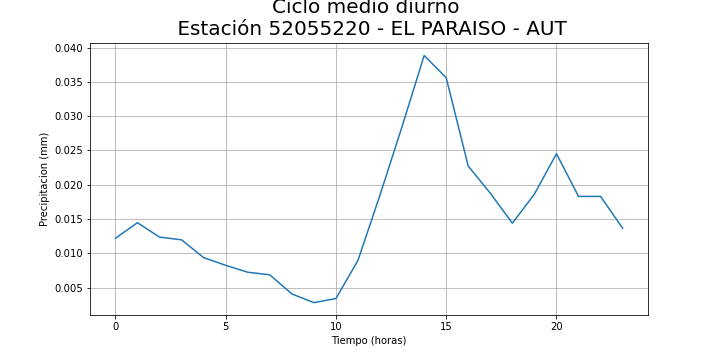 Ciclo medio diurno
Estación 52055220 - EL PARAISO - AUT
0.040
0.035
0.030
0.025
0.020
0.015
0.010
0.005
Precipitacion (mm)
0 5 10 15 20
Tiempo (horas)